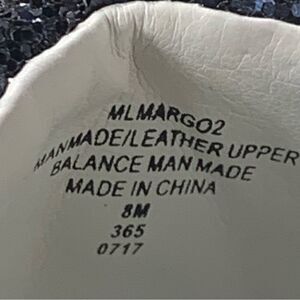 MLMARGO2
MANMADE/LEATHER UPPER
BALANCE MAN MADE
MADE IN CHINA
8M
365
0717